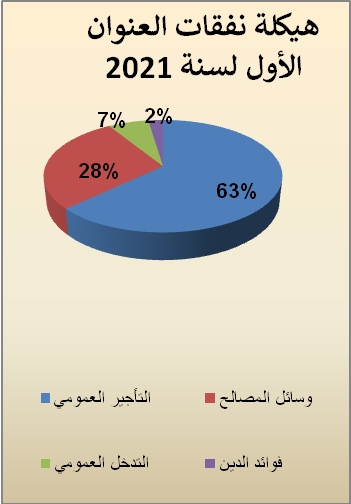 هيكلة نفقات العنوان
الأول لسنة 2021
7%
2%
28%
63%
التأجير العمومي
وسائل المصالح
التدخل العمومي
فوائد الدين